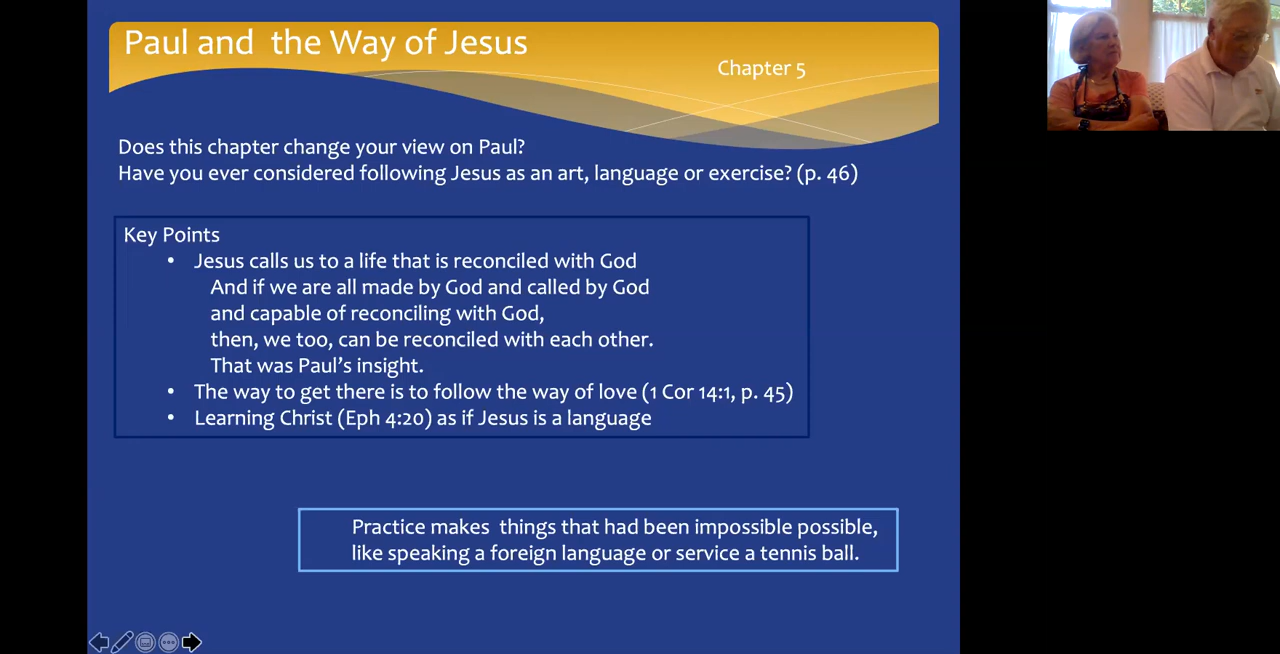 Paul and the Way of Jesus
Chapter 5
Does this chapter change your view on Paul?
Have you ever considered following Jesus as an art, language or exercise? (p. 46)
Key Points
• Jesus calls us to a life that is reconciled with God
And if we are all made by God and called by God
and capable of reconciling with God,
then, we too, can be reconciled with each other.
That was Paul's insight.
• The way to get there is to follow the way of love (1 Cor 14:1, p. 45)
• Learning Christ (Eph 4:20) as if Jesus is a language
Practice makes things that had been impossible possible,
like speaking a foreign language or service a tennis ball.